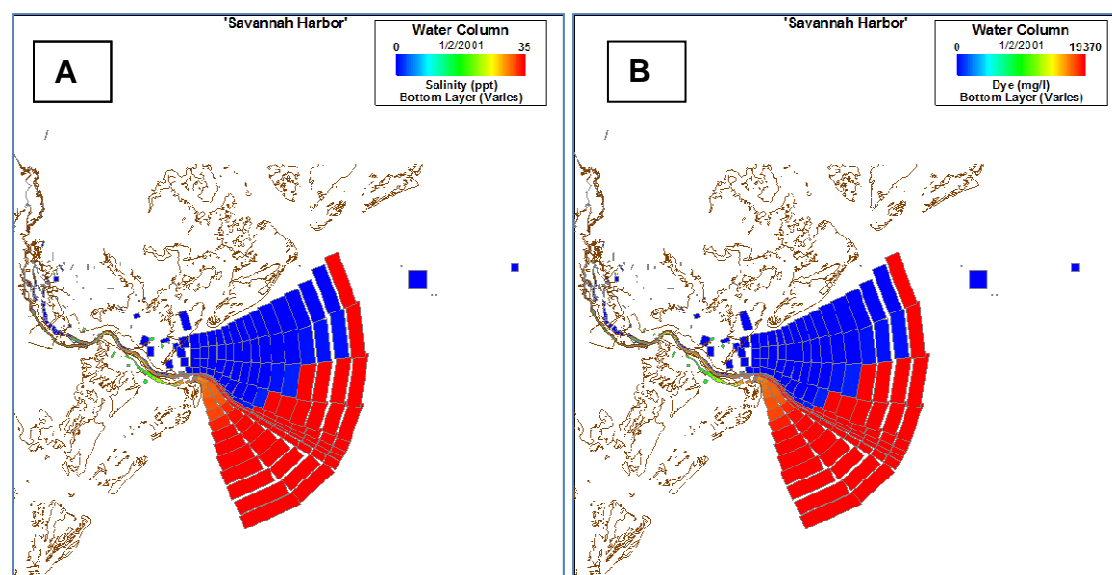 'Savannah Harbor'
A
Water Column
0 1/2/2001 35
Salinity (ppt)
Bottom Layer (Varies)
'Savannah Harbor'
B
Water Column
0 1/2/2001 19370
Dye (mg/l)
Bottom Layer (Varies)